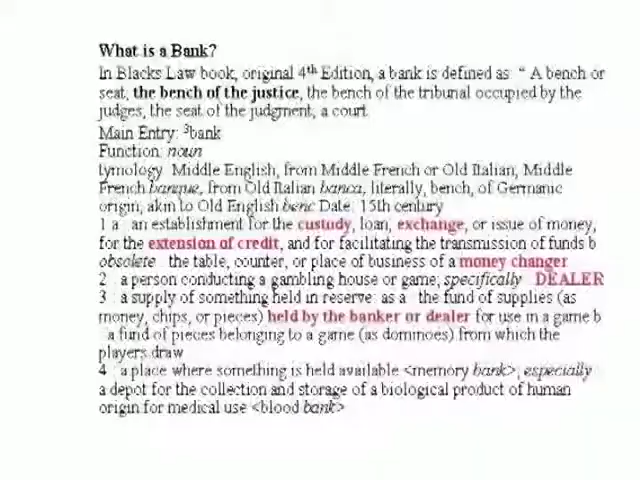 What is a Bank?
In Blacks Law book, original 4th Edition, a bank is defined as " A bench or
seat, the bench of the justice, the bench of the tribunal occupied by the
judges, the seat of the judgment, a court.
Main Entry: 3bank
Function: noun
tymology Middle English, from Middle French or Old Italian, Middle
French banque, from Old Italian banca, literally, bench, of Germanic
origin; akin to Old English benc Date: 15th century
1 a an establishment for the custody, loan, exchange, or issue of money,
for the extension of credit, and for facilitating the transmission of funds b
obsolete : the table, counter, or place of business of a money changer
2 : a person conducting a gambling house or game; specifically DEALER
3 : a supply of something held in reserve as a : the fund of supplies (as
money, chips, or pieces) held by the banker or dealer for use in a game b
: a fund of pieces belonging to a game (as dominoes) from which the
players draw
4 : a place where something is held available <memory bank>; especially
a depot for the collection and storage of a biological product of human
origin for medical use <blood bank>